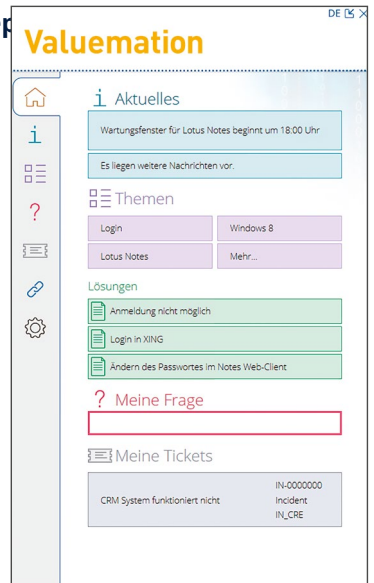 DE
Valuemation
i Aktuelles
Wartungsfenster für Lotus Notes beginnt um 18:00 Uhr
Es liegen weitere Nachrichten vor.
Themen
Login
Windows 8
Lotus Notes
Mehr...
Lösungen
Anmeldung nicht möglich
Login in XING
Ändern des Passwortes im Notes Web-Client
? Meine Frage
Meine Tickets
CRM System funktioniert nicht
IN-0000000
Incident
IN_CRE